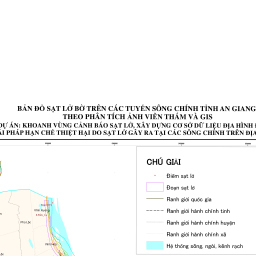 BẢN ĐỒ SẠT LỞ BỜ TRÊN CÁC TUYẾN SÔNG CHÍNH TỈNH AN GIANG
THEO PHÂN TÍCH ẢNH VIỄN THÁM VÀ GIS
DỰ ÁN: KHOANH VÙNG CẢNH BÁO SẠT LỞ, XÂY DỰNG CƠ SỞ DỮ LIỆU ĐỊA HÌNH
ẢI PHÁP HẠN CHẾ THIỆT HẠI DO SẠT LỞ GÂY RA TẠI CÁC SÔNG CHÍNH TRÊN ĐỊA
CHÚ GIẢI
Điểm sạt lở
Đoạn sạt lở
Ranh giới quốc gia
Ranh giới hành chính tỉnh
Ranh giới hành chính huyện
Ranh giới hành chính xã
Hệ thống sông, ngòi, kênh rạch